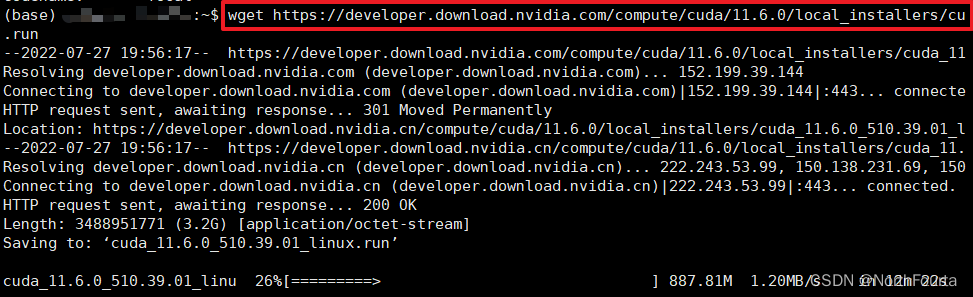 (base) :~$ wget https://developer.download.nvidia.com/compute/cuda/11.6.0/local_installers/cu
.run
--2022-07-27 19:56:17-- https://developer.download.nvidia.com/compute/cuda/11.6.0/local_installers/cuda_11
Resolving developer.download.nvidia.com (developer.download.nvidia.com)... 152.199.39.144
Connecting to developer.download.nvidia.com (developer.download.nvidia.com)|152.199.39.144|:443... connecte
HTTP request sent, awaiting response... 301 Moved Permanently
Location: https://developer.download.nvidia.cn/compute/cuda/11.6.0/local_installers/cuda_11.6.0_510.39.01_l
--2022-07-27 19:56:17-- https://developer.download.nvidia.cn/compute/cuda/11.6.0/local_installers/cuda_11.
Resolving developer.download.nvidia.cn (developer.download.nvidia.cn)... 222.243.53.99, 150.138.231.69, 150
Connecting to developer.download.nvidia.cn (developer.download.nvidia.cn)|222.243.53.99|:443... connected.
HTTP request sent, awaiting response... 200 OK
Length: 3488951771 (3.2G) [application/octet-stream]
Saving to: ‘cuda_11.6.0_510.39.01_linux.run’
cuda_11.6.0_510.39.01_linu 26%[=========> ] 887.81M 1.20MB/s in 12m 22s